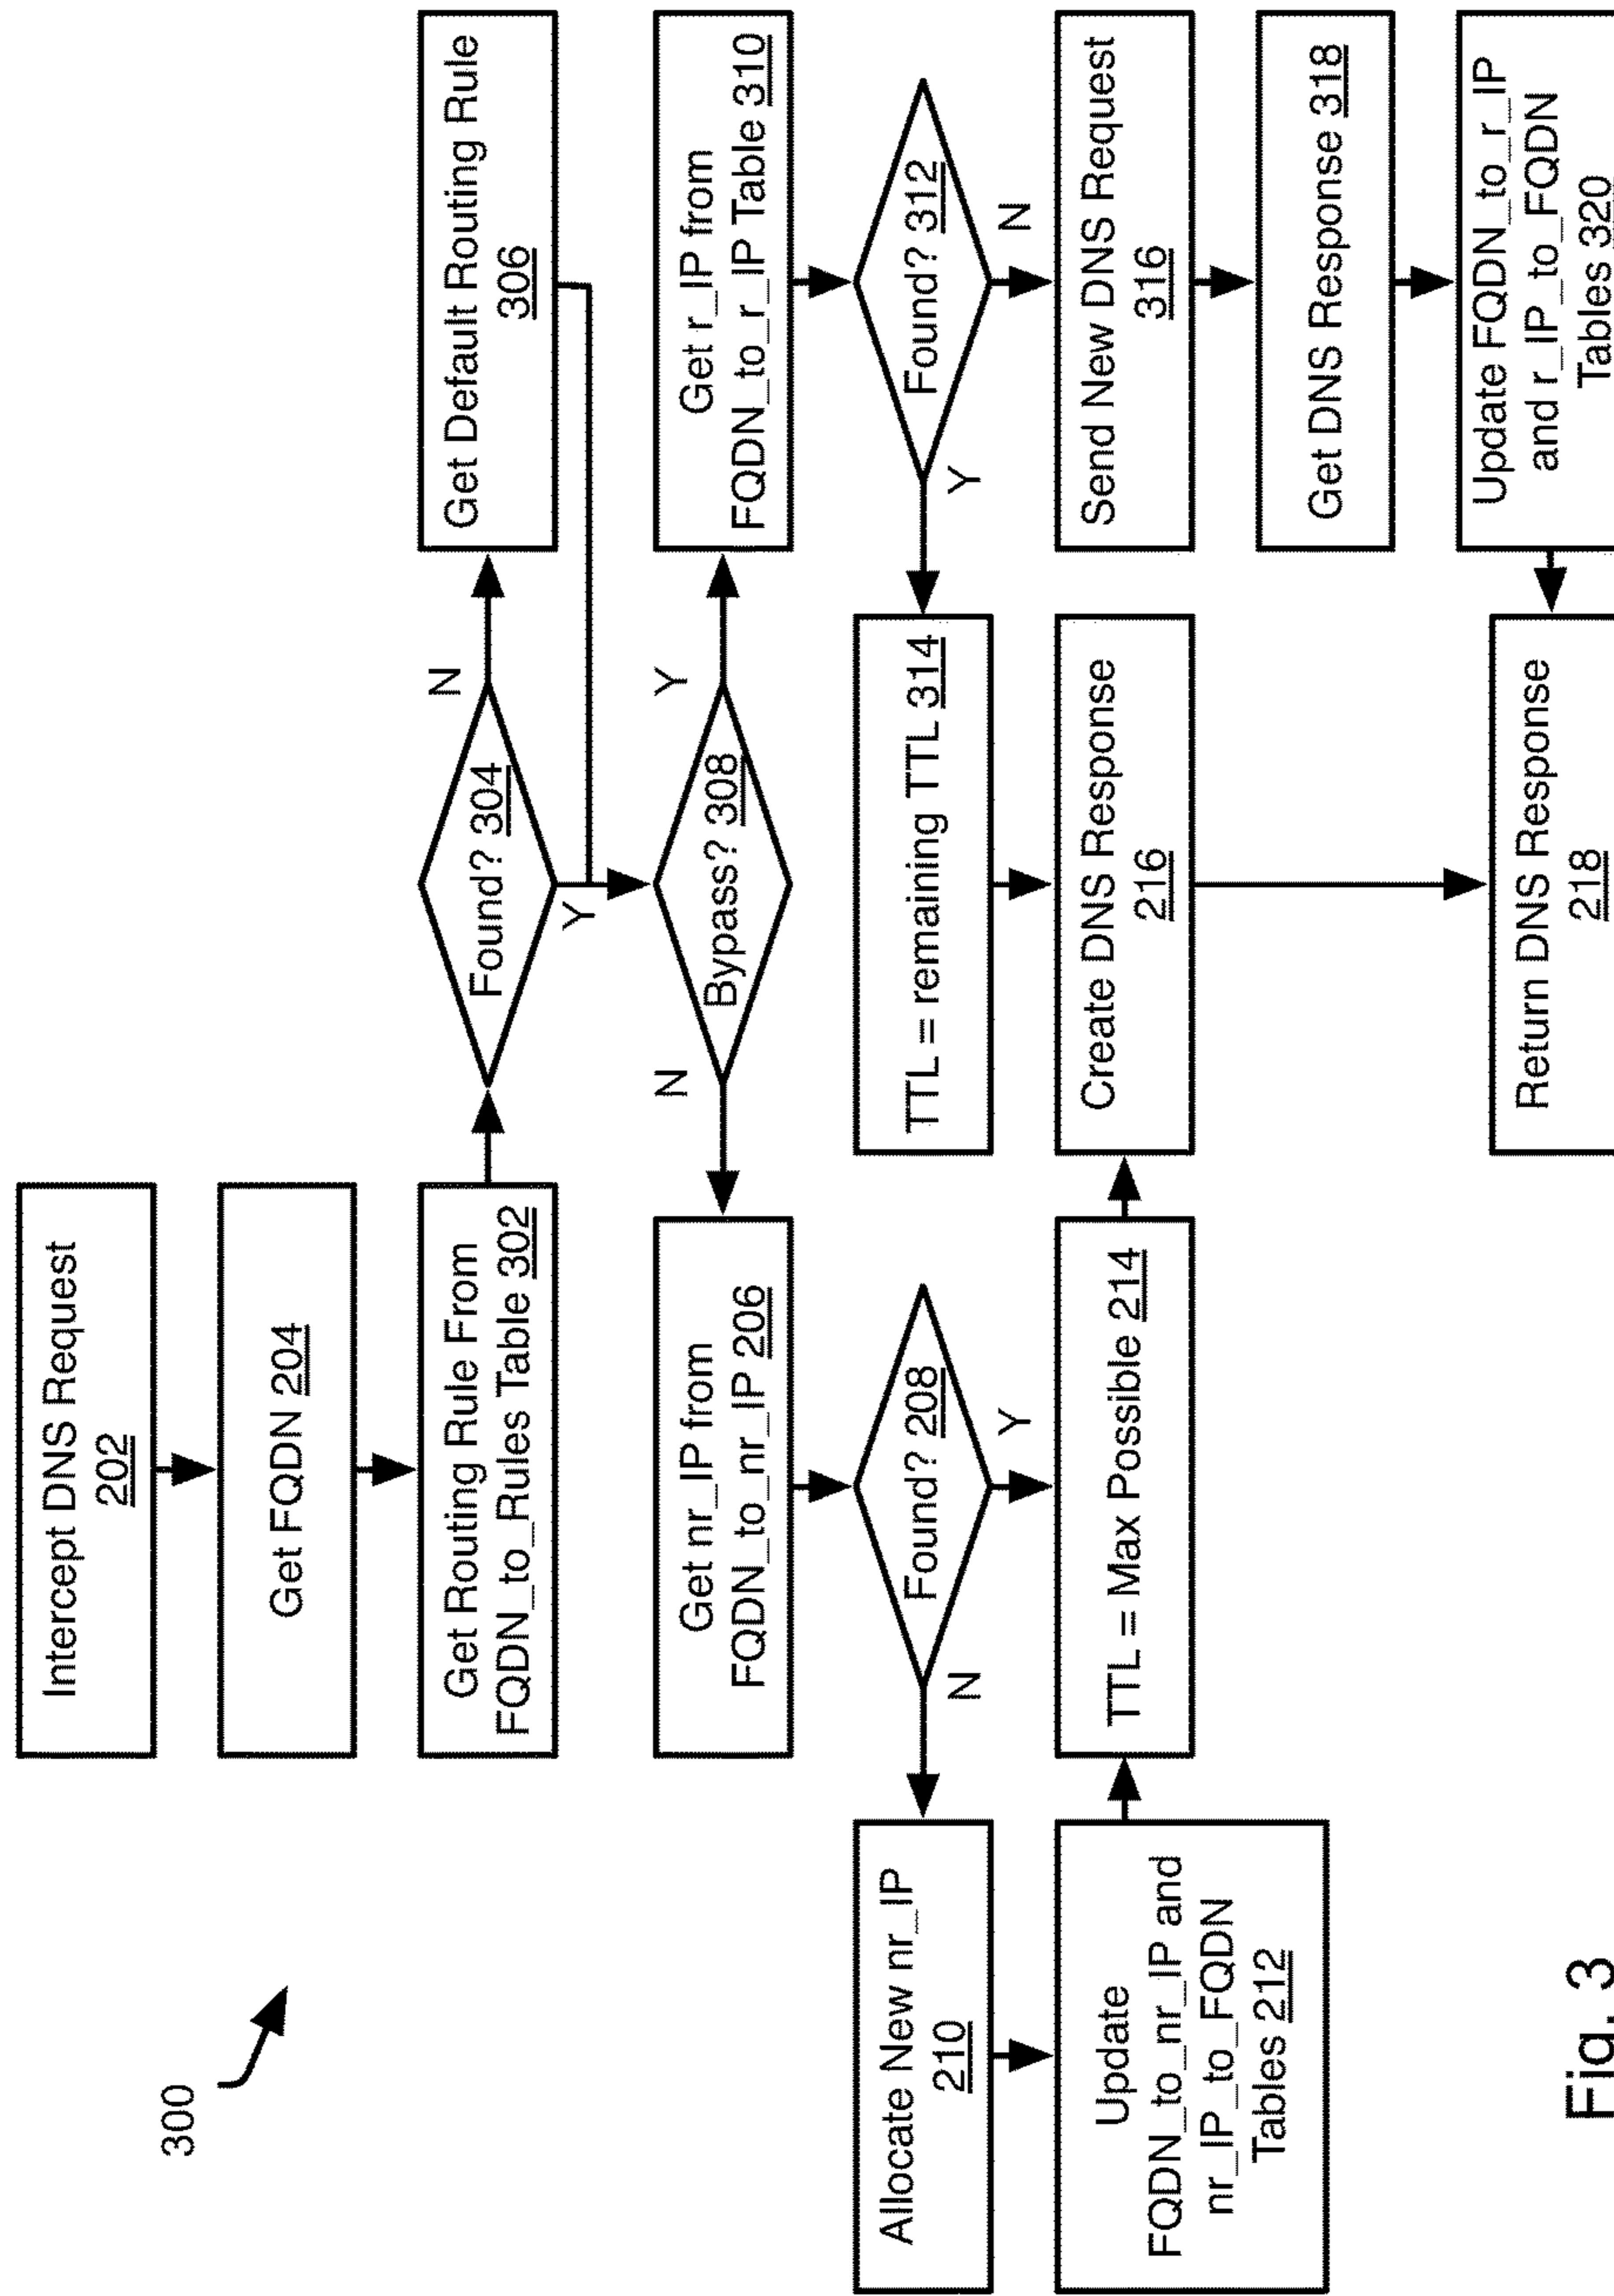 300
Intercept DNS Request
202
Get FQDN 204
Get Routing Rule From
FQDN_to_Rules Table 302
Found? 304
N
Y
Get Default Routing Rule
306
Bypass? 308
N
Y
Get nr_IP from
FQDN_to_nr_IP 206
Get r_IP from
FQDN_to_r_IP Table 310
Found? 208
N
Y
Found? 312
Y
N
Allocate New nr_IP
210
TTL = remaining TTL 314
Update
FQDN_to_nr_IP and
nr_IP_to_FQDN
Tables 212
TTL = Max Possible 214
Create DNS Response
216
Send New DNS Request
316
Get DNS Response 318
Update FQDN_to_r_IP
and r_IP_to_FQDN
Tables 320
Return DNS Response
218
Fig. 3